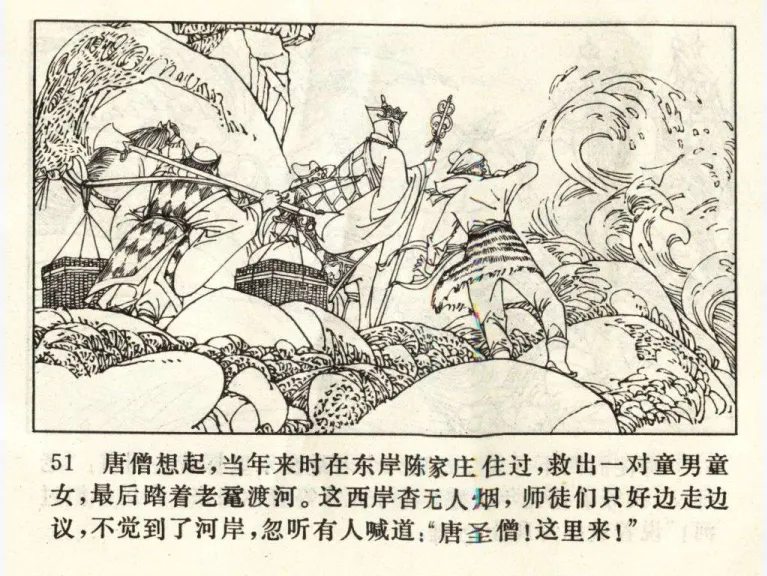 51 唐僧想起，当年来时在东岸陈家庄住过，救出一对童男童
女，最后踏着老鼋渡河。这西岸杳无人烟，师徒们只好边走边
议，不觉到了河岸，忽听有人喊道：“唐圣僧！这里来！”